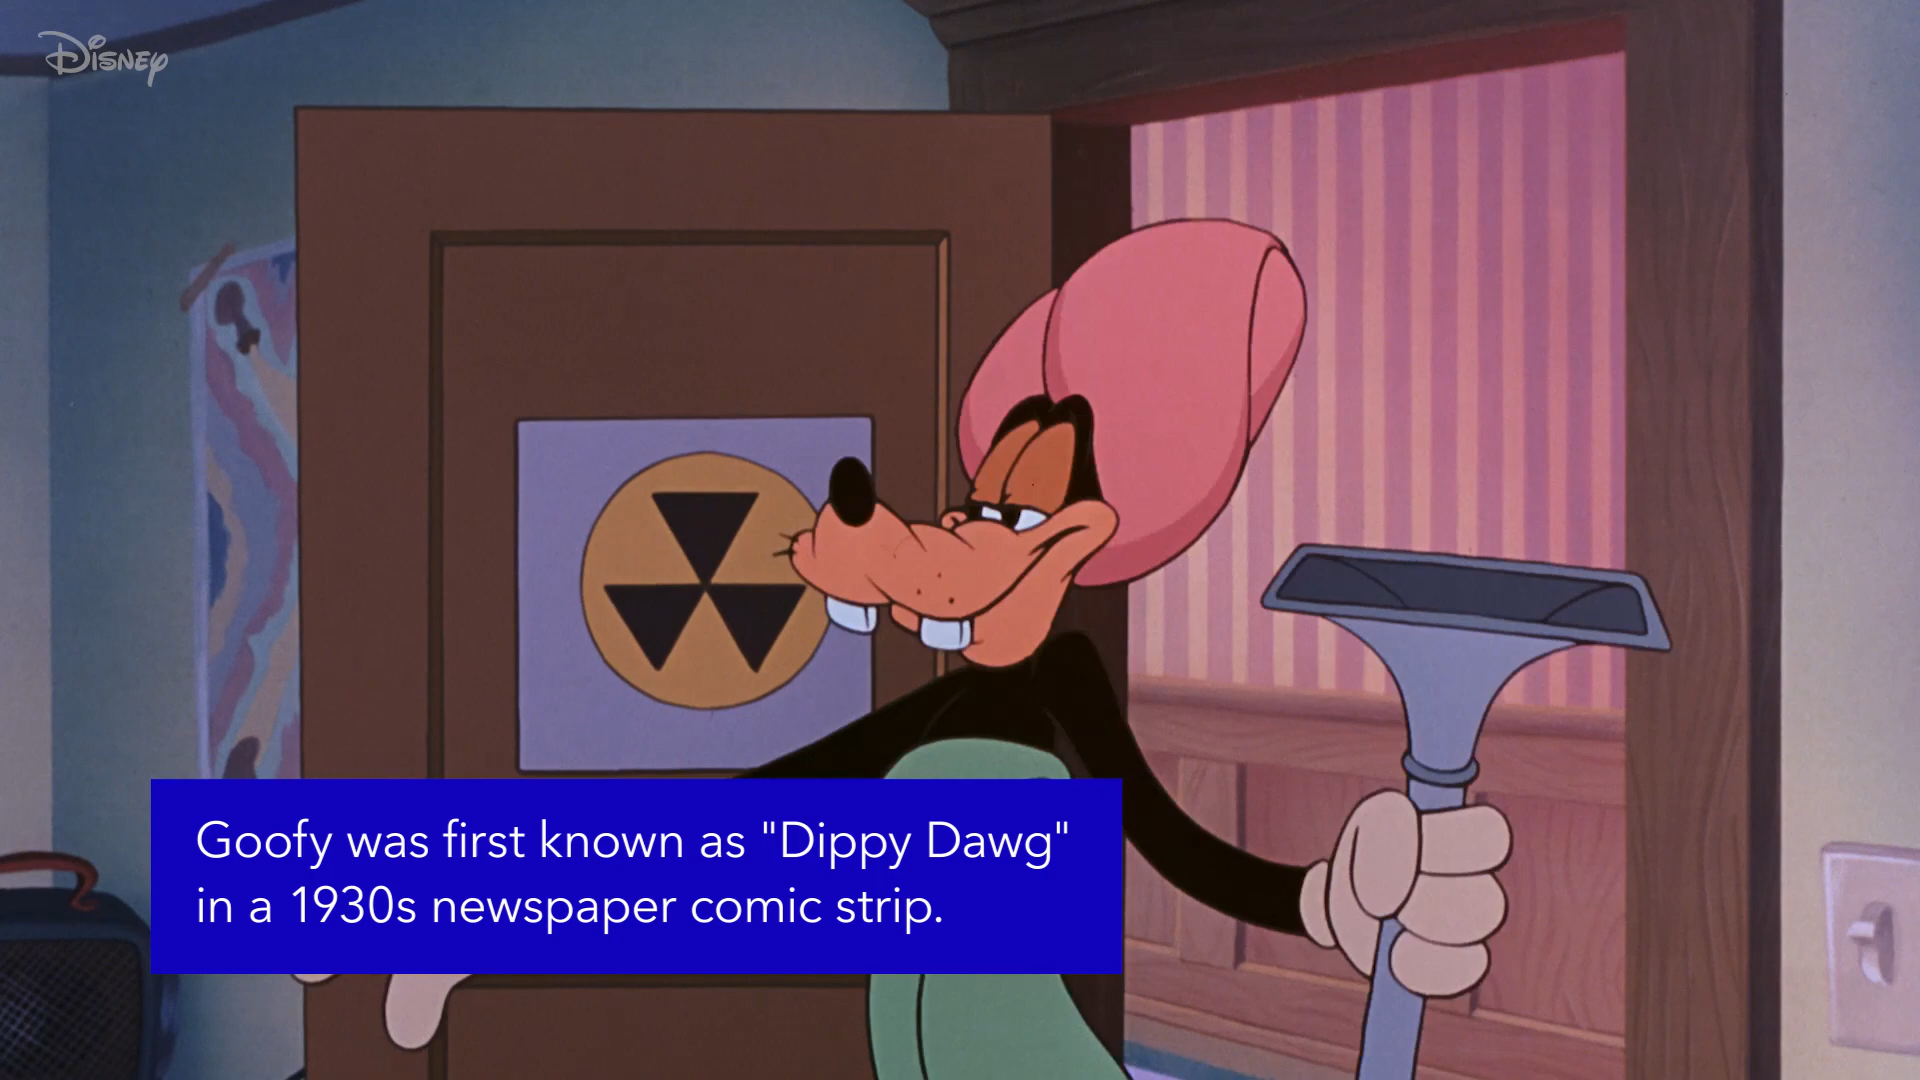 Disney
Goofy was first known as "Dippy Dawg"
in a 1930s newspaper comic strip.